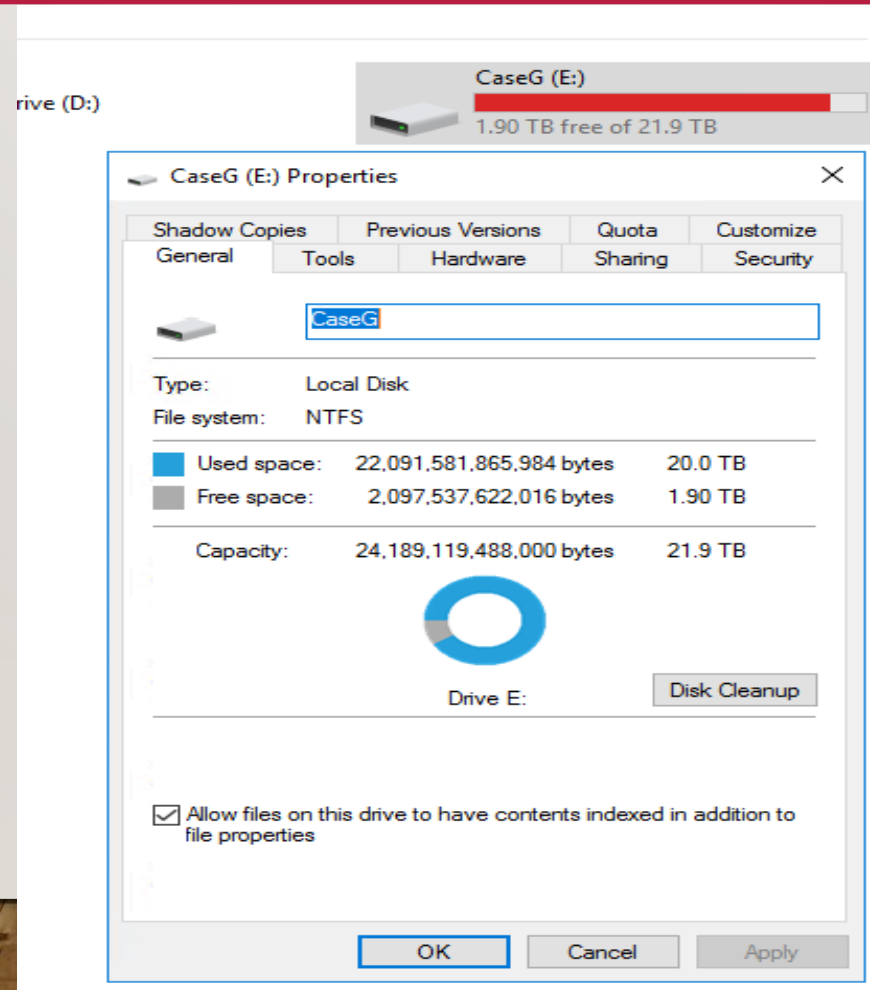 CaseG (E:)
rive (D:)
1.90 TB free of 21.9 TB
CaseG (E:) Properties
Shadow Copies Previous Versions Quota Customize
General Tools Hardware Sharing Security
CaseG
Type: Local Disk
File system: NTFS
Used space: 22,091,581,865,984 bytes 20.0 TB
Free space: 2,097,537,622,016 bytes 1.90 TB
Capacity: 24,189,119,488,000 bytes 21.9 TB
Drive E:
Disk Cleanup
Allow files on this drive to have contents indexed in addition to
file properties
OK Cancel Apply